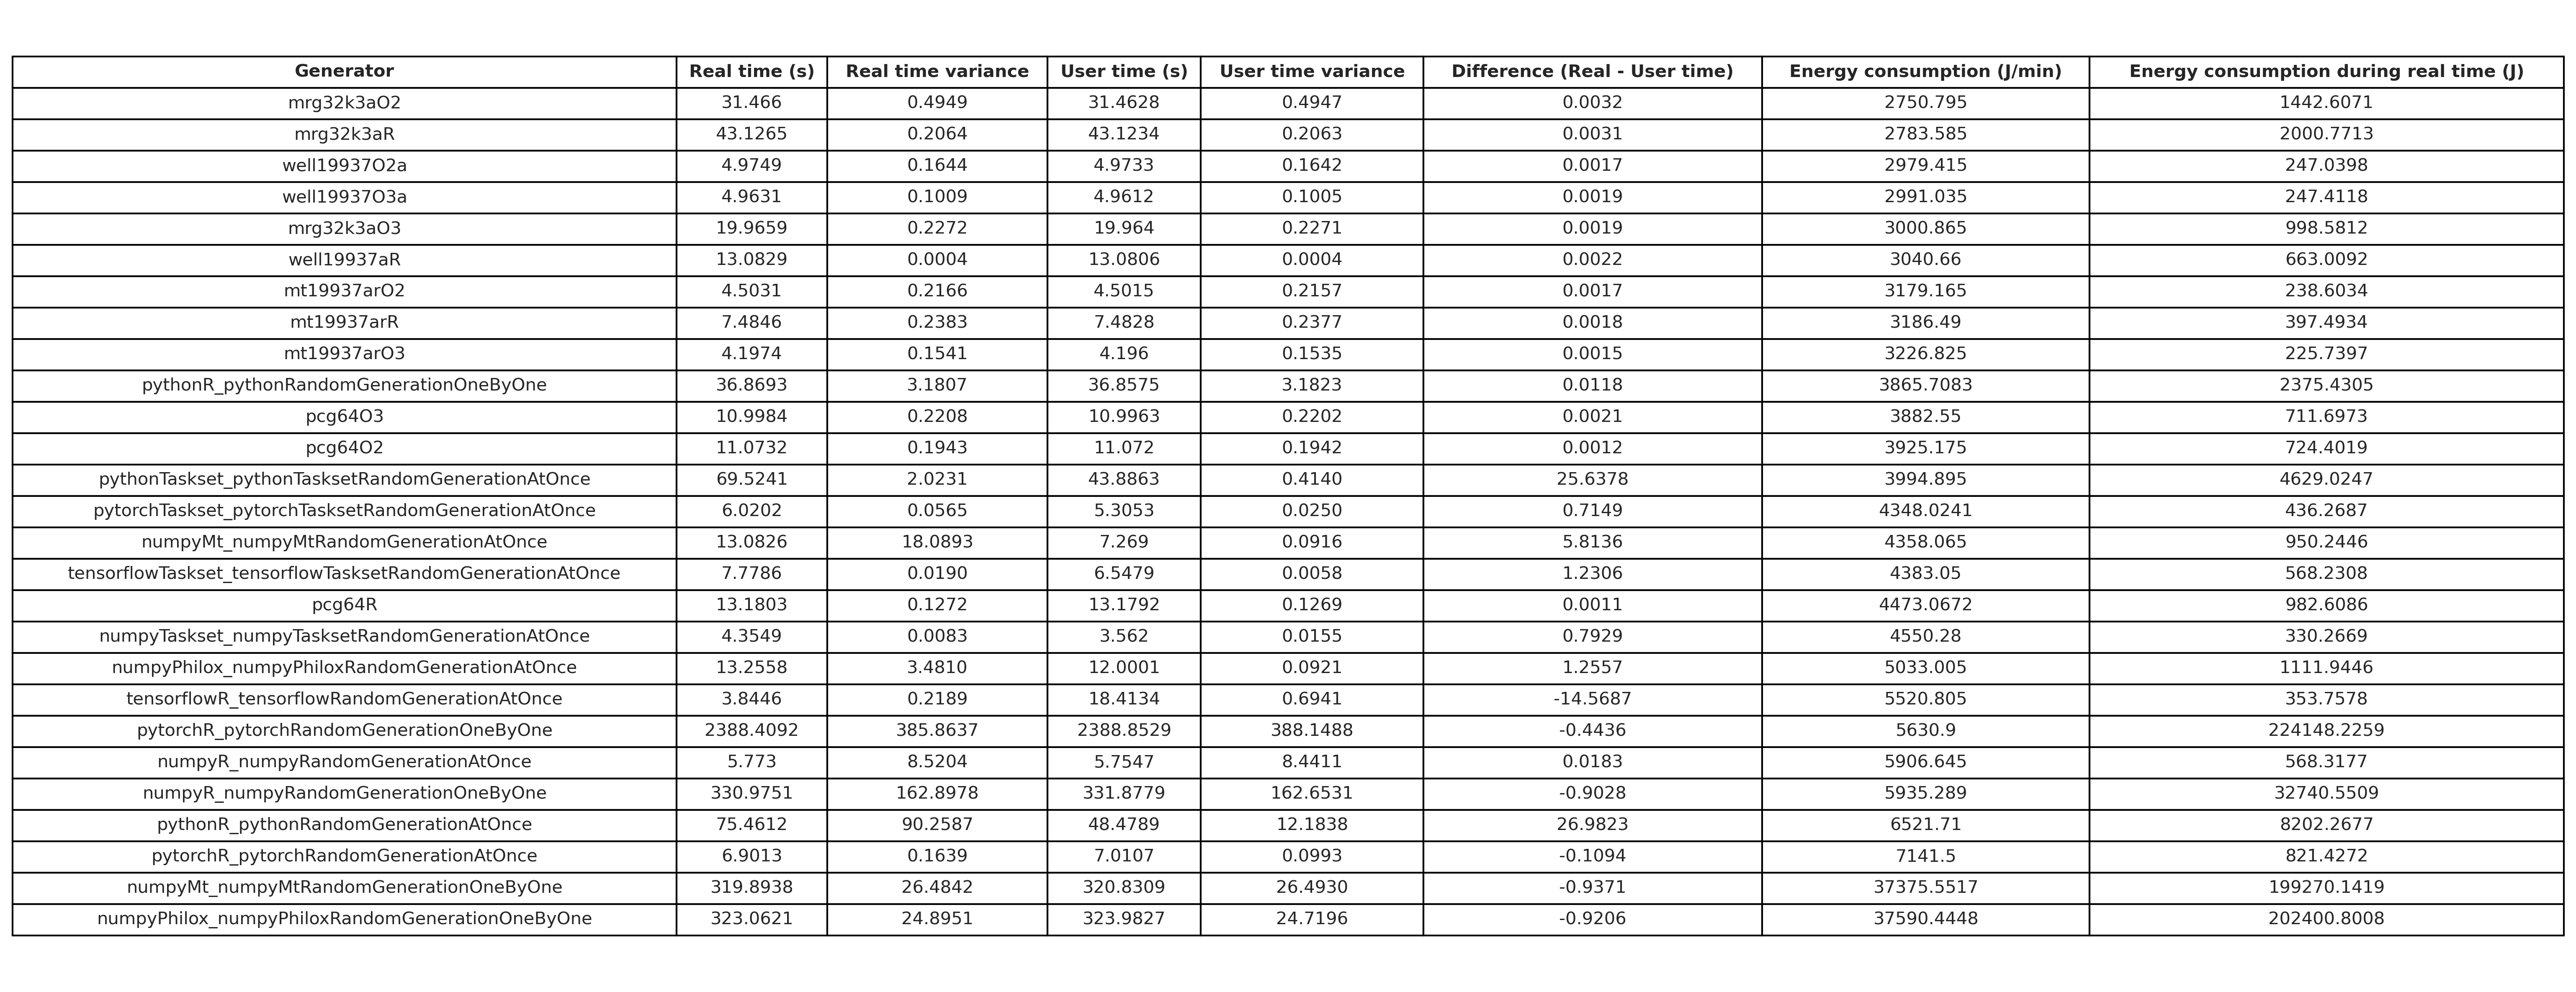 Generator Real time (s) Real time variance User time (s) User time variance Difference (Real - User time) Energy consumption (J/min) Energy consumption during real time (J)
mrg32k3aO2 31.466 0.4949 31.4628 0.4947 0.0032 2750.795 1442.6071
mrg32k3aR 43.1265 0.2064 43.1234 0.2063 0.0031 2783.585 2000.7713
well19937O2a 4.9749 0.1644 4.9733 0.1642 0.0017 2979.415 247.0398
well19937O3a 4.9631 0.1009 4.9612 0.1005 0.0019 2991.035 247.4118
mrg32k3aO3 19.9659 0.2272 19.964 0.2271 0.0019 3000.865 998.5812
well19937aR 13.0829 0.0004 13.0806 0.0004 0.0022 3040.66 663.0092
mt19937arO2 4.5031 0.2166 4.5015 0.2157 0.0017 3179.165 238.6034
mt19937arR 7.4846 0.2383 7.4828 0.2377 0.0018 3186.49 397.4934
mt19937arO3 4.1974 0.1541 4.196 0.1535 0.0015 3226.825 225.7397
pythonR_pythonRandomGenerationOneByOne 36.8693 3.1807 36.8575 3.1823 0.0118 3865.7083 2375.4305
pcg64O3 10.9984 0.2208 10.9963 0.2202 0.0021 3882.55 711.6973
pcg64O2 11.0732 0.1943 11.072 0.1942 0.0012 3925.175 724.4019
pythonTaskset_pythonTasksetRandomGenerationAtOnce 69.5241 2.0231 43.8863 0.4140 25.6378 3994.895 4629.0247
pytorchTaskset_pytorchTasksetRandomGenerationAtOnce 6.0202 0.0565 5.3053 0.0250 0.7149 4348.0241 436.2687
numpyMt_numpyMtRandomGenerationAtOnce 13.0826 18.0893 7.269 0.0916 5.8136 4358.065 950.2446
tensorflowTaskset_tensorflowTasksetRandomGenerationAtOnce 7.7786 0.0190 6.5479 0.0058 1.2306 4383.05 568.2308
pcg64R 13.1803 0.1272 13.1792 0.1269 0.0011 4473.0672 982.6086
numpyTaskset_numpyTasksetRandomGenerationAtOnce 4.3549 0.0083 3.562 0.0155 0.7929 4550.28 330.2669
numpyPhilox_numpyPhiloxRandomGenerationAtOnce 13.2558 3.4810 12.0001 0.0921 1.2557 5033.005 1111.9446
tensorflowR_tensorflowRandomGenerationAtOnce 3.8446 0.2189 18.4134 0.6941 -14.5687 5520.805 353.7578
pytorchR_pytorchRandomGenerationOneByOne 2388.4092 385.8637 2388.8529 388.1488 -0.4436 5630.9 224148.2259
numpyR_numpyRandomGenerationAtOnce 5.773 8.5204 5.7547 8.4411 0.0183 5906.645 568.3177
numpyR_numpyRandomGenerationOneByOne 330.9751 162.8978 331.8779 162.6531 -0.9028 5935.289 32740.5509
pythonR_pythonRandomGenerationAtOnce 75.4612 90.2587 48.4789 12.1838 26.9823 6521.71 8202.2677
pytorchR_pytorchRandomGenerationAtOnce 6.9013 0.1639 7.0107 0.0993 -0.1094 7141.5 821.4272
numpyMt_numpyMtRandomGenerationOneByOne 319.8938 26.4842 320.8309 26.4930 -0.9371 37375.5517 199270.1419
numpyPhilox_numpyPhiloxRandomGenerationOneByOne 323.0621 24.8951 323.9827 24.7196 -0.9206 37590.4448 202400.8008